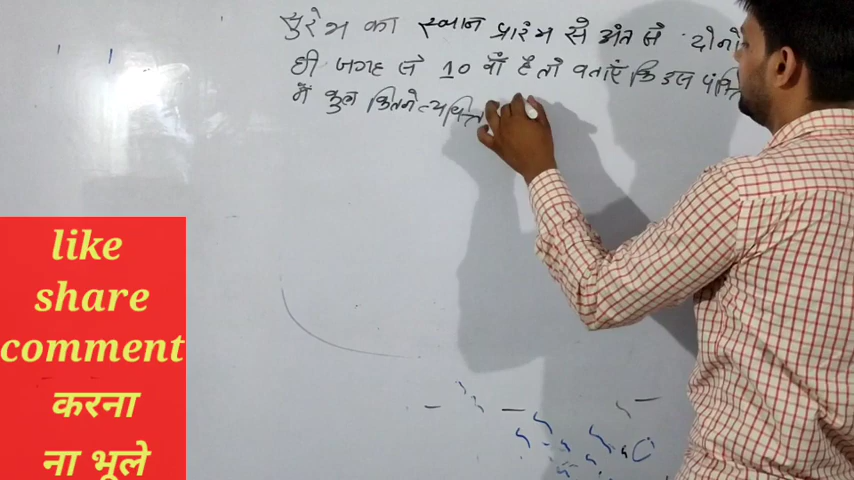 सुरेश का स्थान प्रारंभ से अंत से दोनों
ही जगह से 10 वाँ है तो बताएँ कि इस पंक्ति
में कुल कितने व्यक्ति
like
share
comment
करना
ना भूले